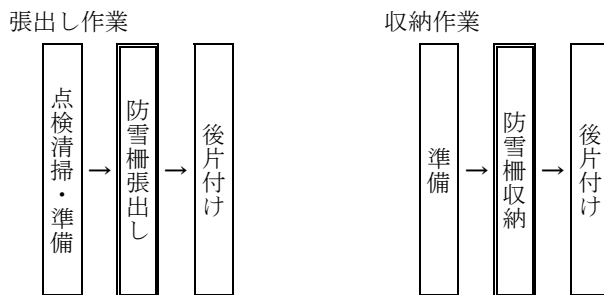 張出し作業
点検清掃・準備
→
防雪柵張出し
→
後片付け
収納作業
準備
→
防雪柵収納
→
後片付け